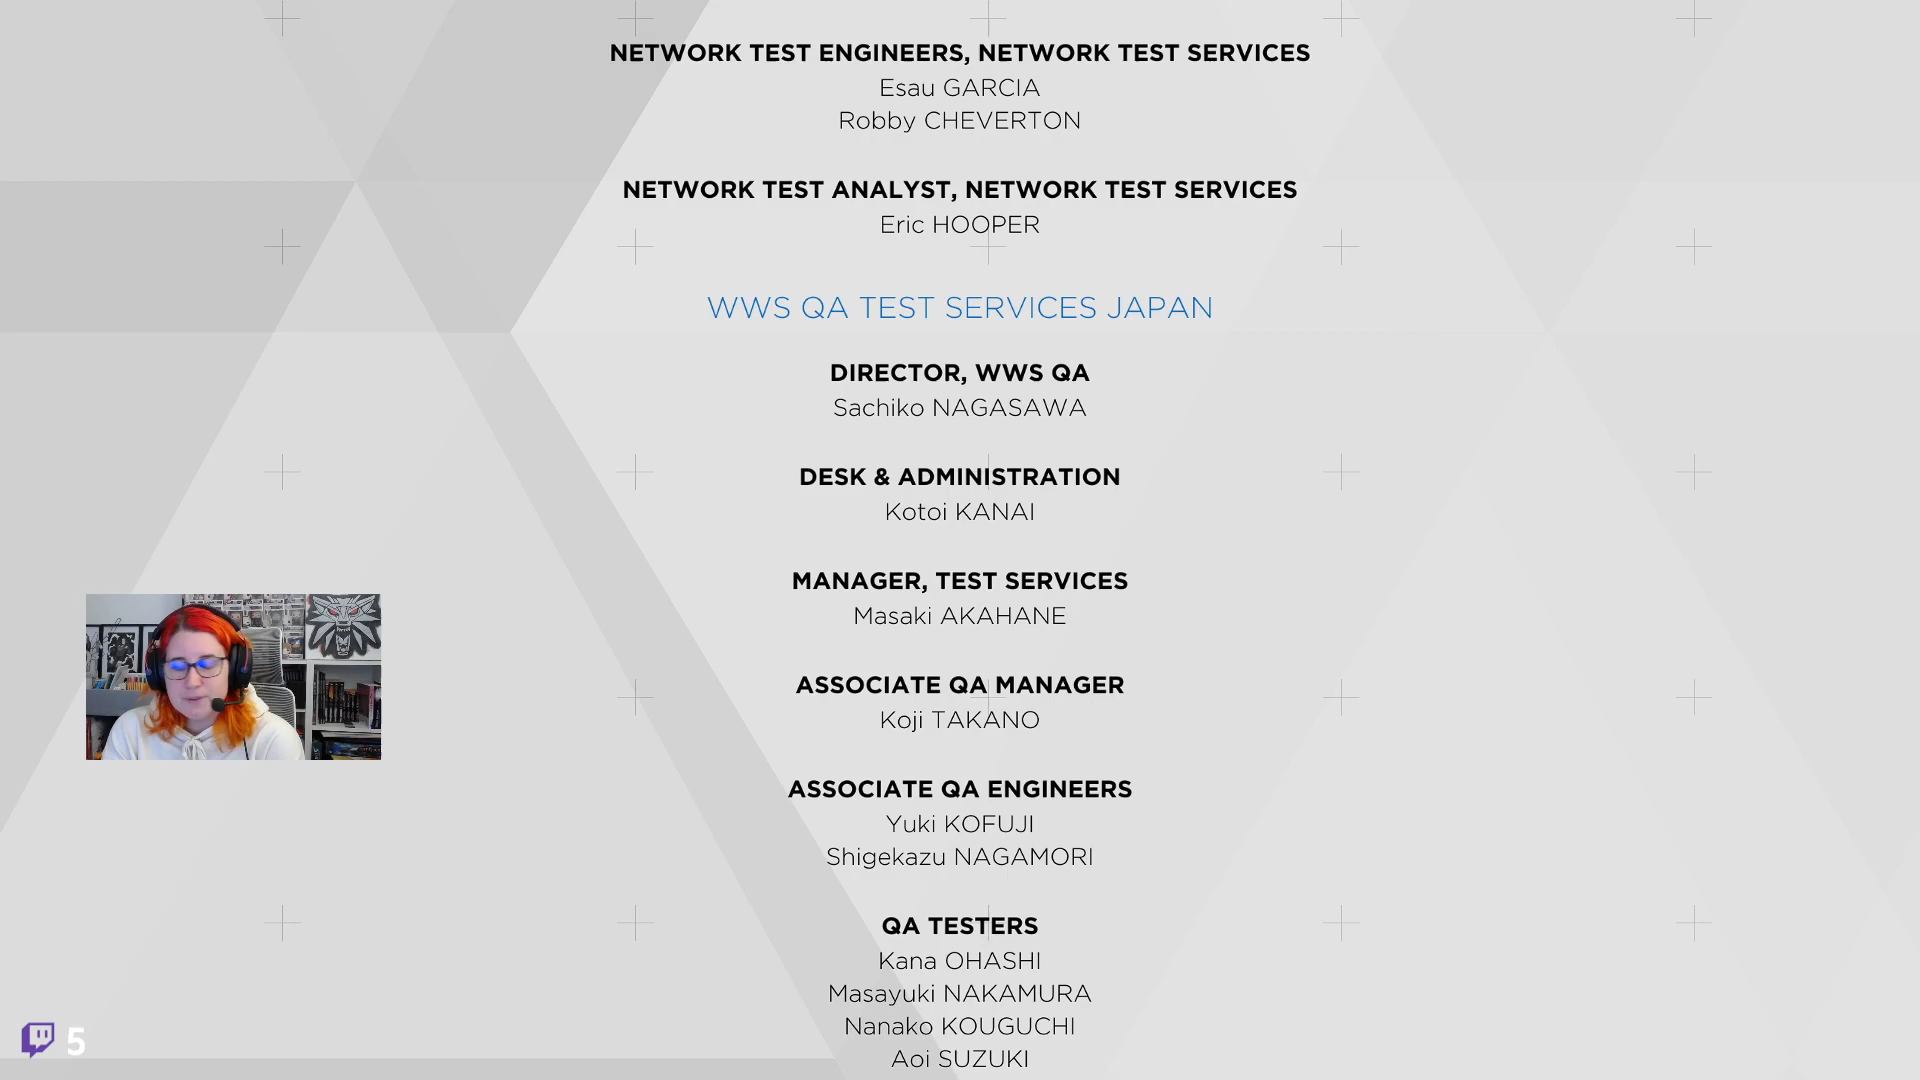 NETWORK TEST ENGINEERS, NETWORK TEST SERVICES
Esau GARCIA
Robby CHEVERTON
NETWORK TEST ANALYST, NETWORK TEST SERVICES
Eric HOOPER
WWS QA TEST SERVICES JAPAN
DIRECTOR, WWS QA
Sachiko NAGASAWA
DESK & ADMINISTRATION
Kotoi KANAI
MANAGER, TEST SERVICES
Masaki AKAHANE
ASSOCIATE QA MANAGER
Koji TAKANO
ASSOCIATE QA ENGINEERS
Yuki KOFUJI
Shigekazu NAGAMORI
QA TESTERS
Kana OHASHI
Masayuki NAKAMURA
Nanako KOUGUCHI
Aoi SUZUKI
5